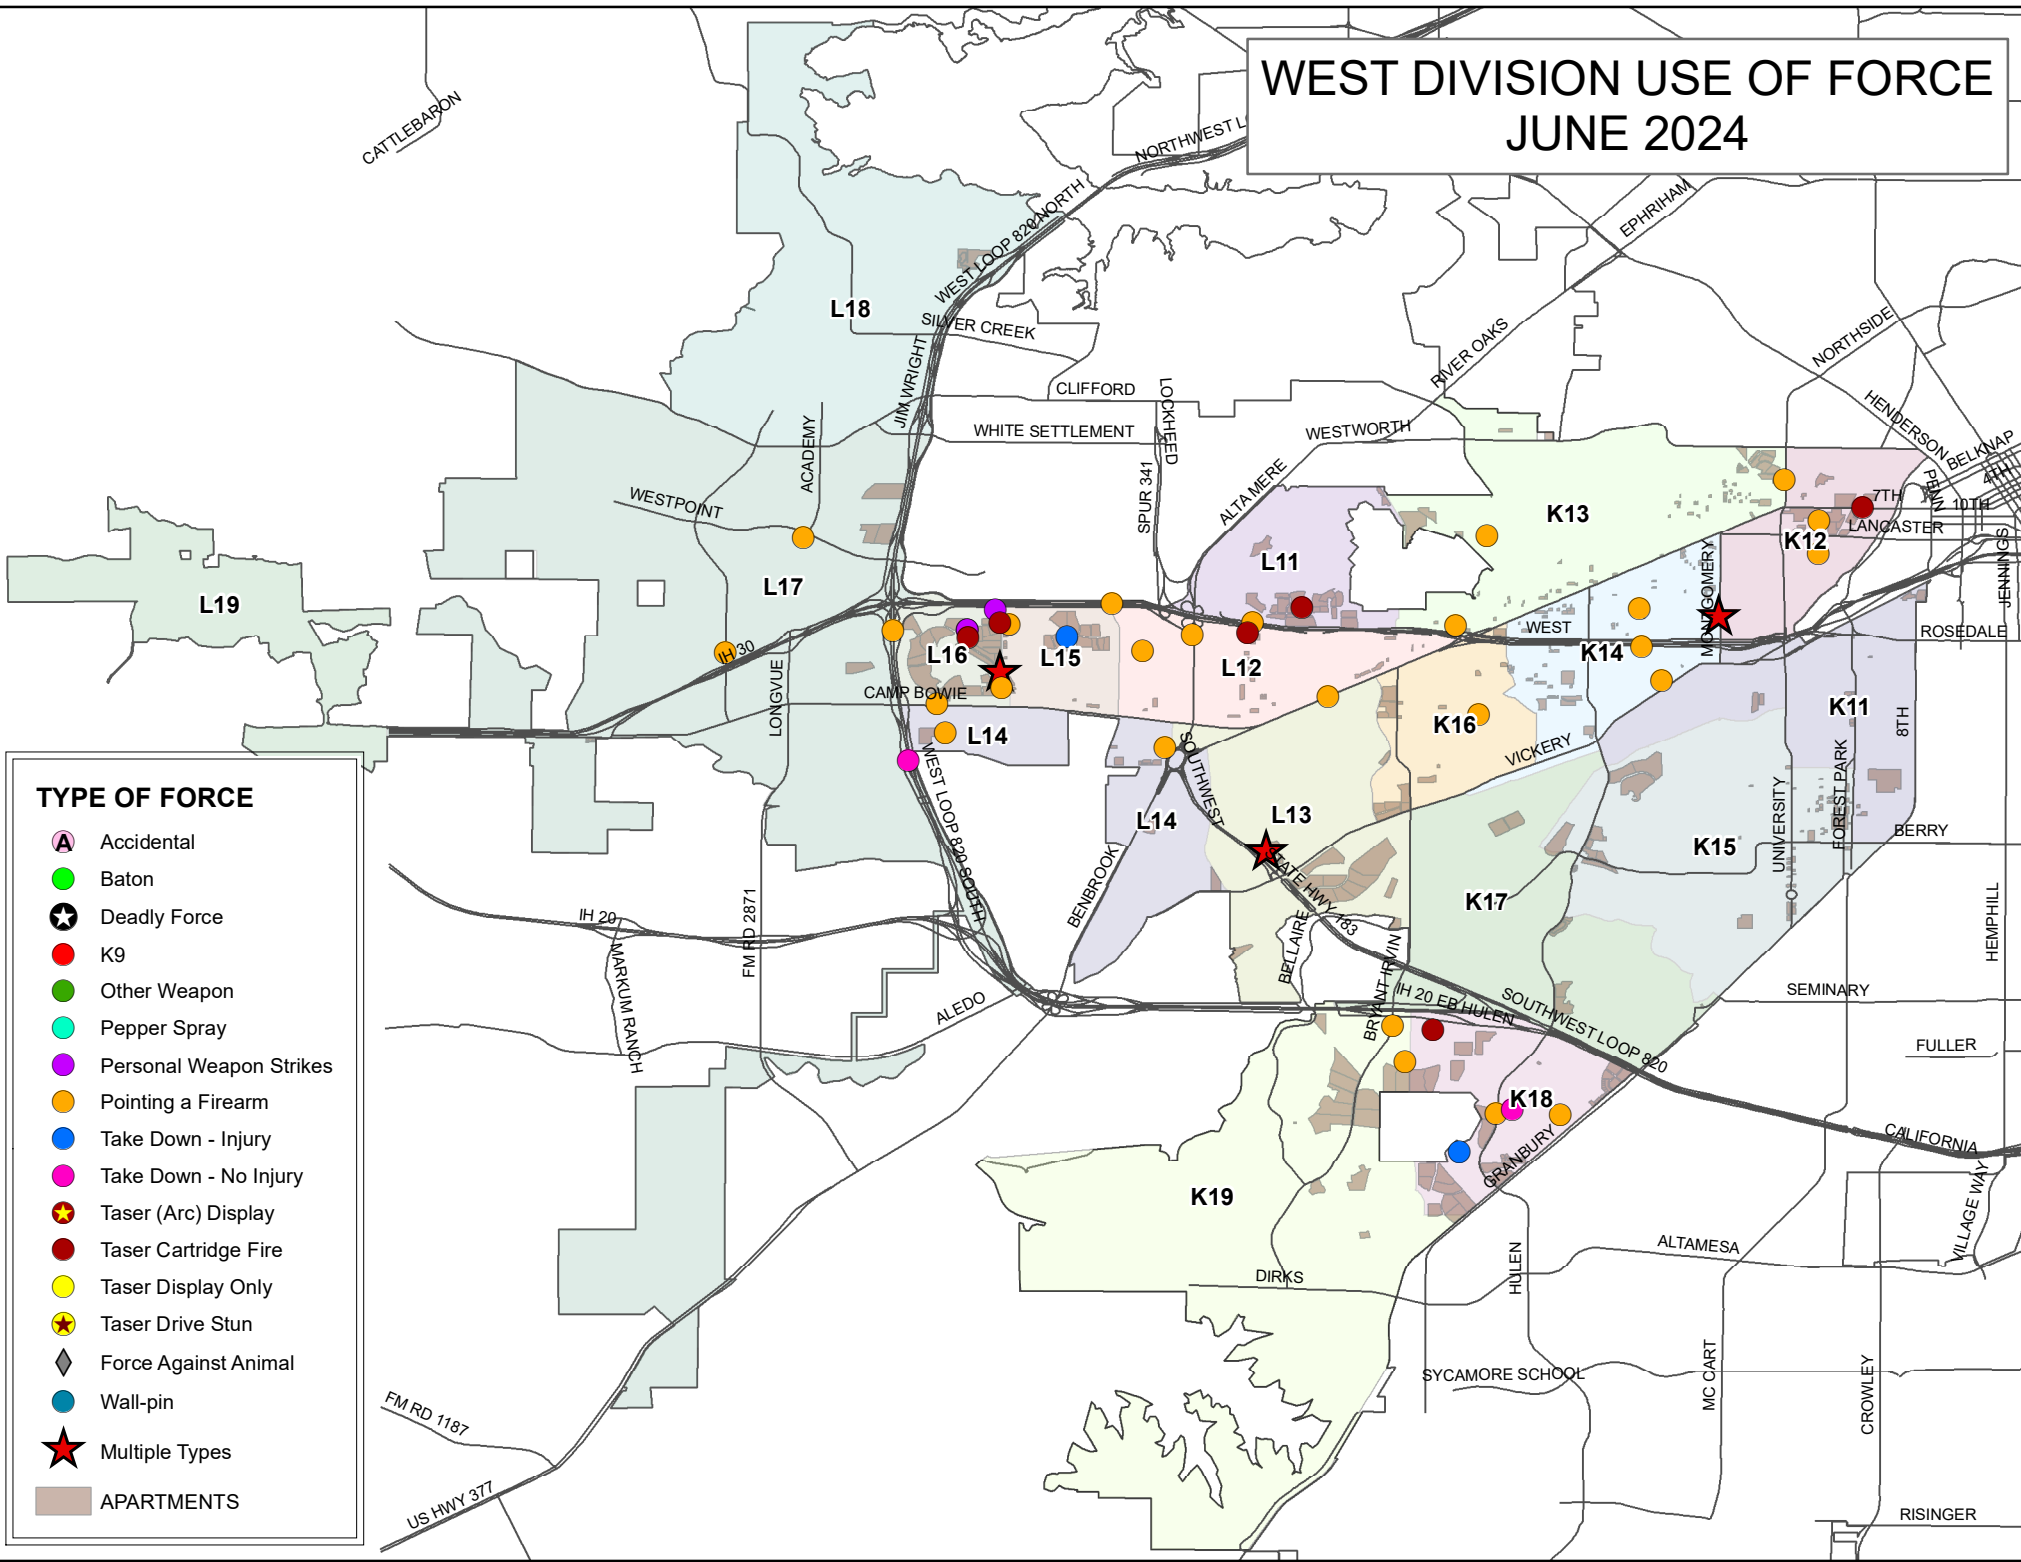 WEST DIVISION USE OF FORCE
JUNE 2024
CATTLEBARON
NORTHWEST L
WEST LOOP 820 NORTH
EPHRIHAM
L18
SILVER CREEK
JIM WRIGHT
RIVER OAKS
NORTHSIDE
CLIFFORD
LOCKHEED
WHITE SETTLEMENT
WESTWORTH
HENDERSON
BELKNAP
4TH
ACADEMY
WESTPOINT
SPUR 341
ALTA MERE
K13
PENN
7TH
10TH
LANCASTER
K12
L11
MONTGOMERY
JENNINGS
L17
L19
IH 30
L16
L15
L12
WEST
K14
ROSEDALE
LONGVUE
CAMP BOWIE
L14
K16
K11
8TH
VICKERY
SOUTHWEST
WEST LOOP 820 SOUTH
L14
L13
K15
UNIVERSITY
FOREST PARK
BERRY
STATE HWY 183
BENBROOK
K17
HEMPHILL
IH 20
FM RD 2871
MARKUM RANCH
BELLAIRE
BRYANT IRVIN
ALEDO
IH 20 EB HULEN
SOUTHWEST LOOP 820
SEMINARY
FULLER
K18
GRANBURY
CALIFORNIA
VILLAGE WAY
K19
ALTAMESA
HULEN
DIRKS
SYCAMORE SCHOOL
MC CART
CROWLEY
FM RD 1187
US HWY 377
RISINGER
TYPE OF FORCE
A Accidental
Baton
Deadly Force
K9
Other Weapon
Pepper Spray
Personal Weapon Strikes
Pointing a Firearm
Take Down - Injury
Take Down - No Injury
Taser (Arc) Display
Taser Cartridge Fire
Taser Display Only
Taser Drive Stun
Force Against Animal
Wall-pin
Multiple Types
APARTMENTS